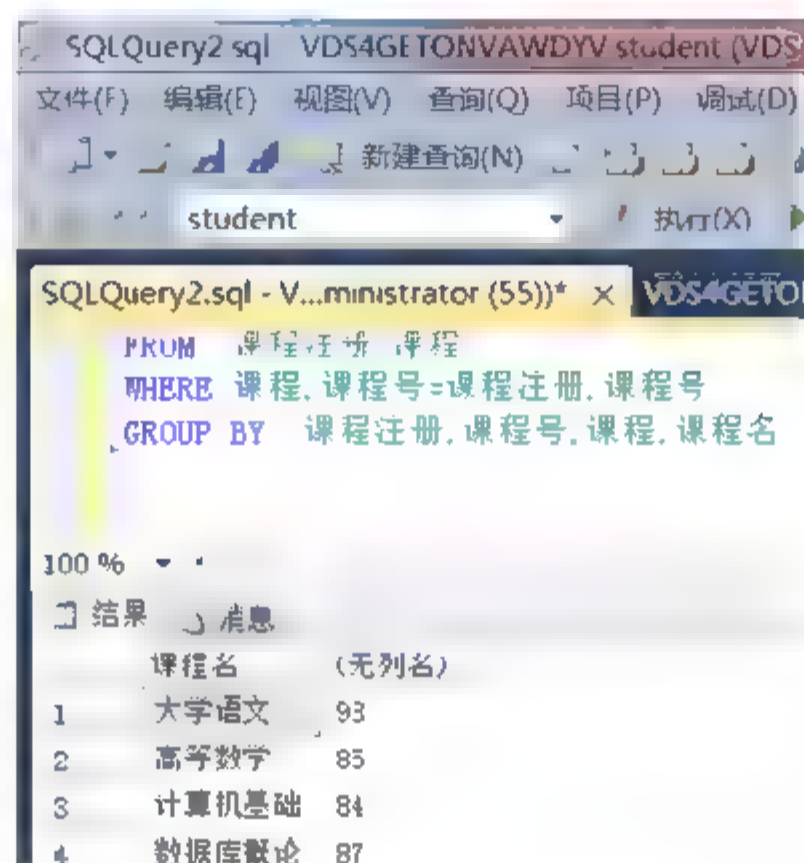 SQLQuery2 sql VDS4GETONVAWDYV student (VDS
文件(F) 编辑(E) 视图(V) 查询(Q) 项目(P) 调试(D)
新建查询(N)
student 执行(X)
SQLQuery2.sql - V...ministrator (55))* × VDS4GETO
FROM 课程注册,课程
WHERE 课程.课程号=课程注册.课程号
GROUP BY 课程注册.课程号,课程.课程名
100 %
结果 消息
课程名 (无列名)
1 大学语文 93
2 高等数学 85
3 计算机基础 84
4 数据库概论 87